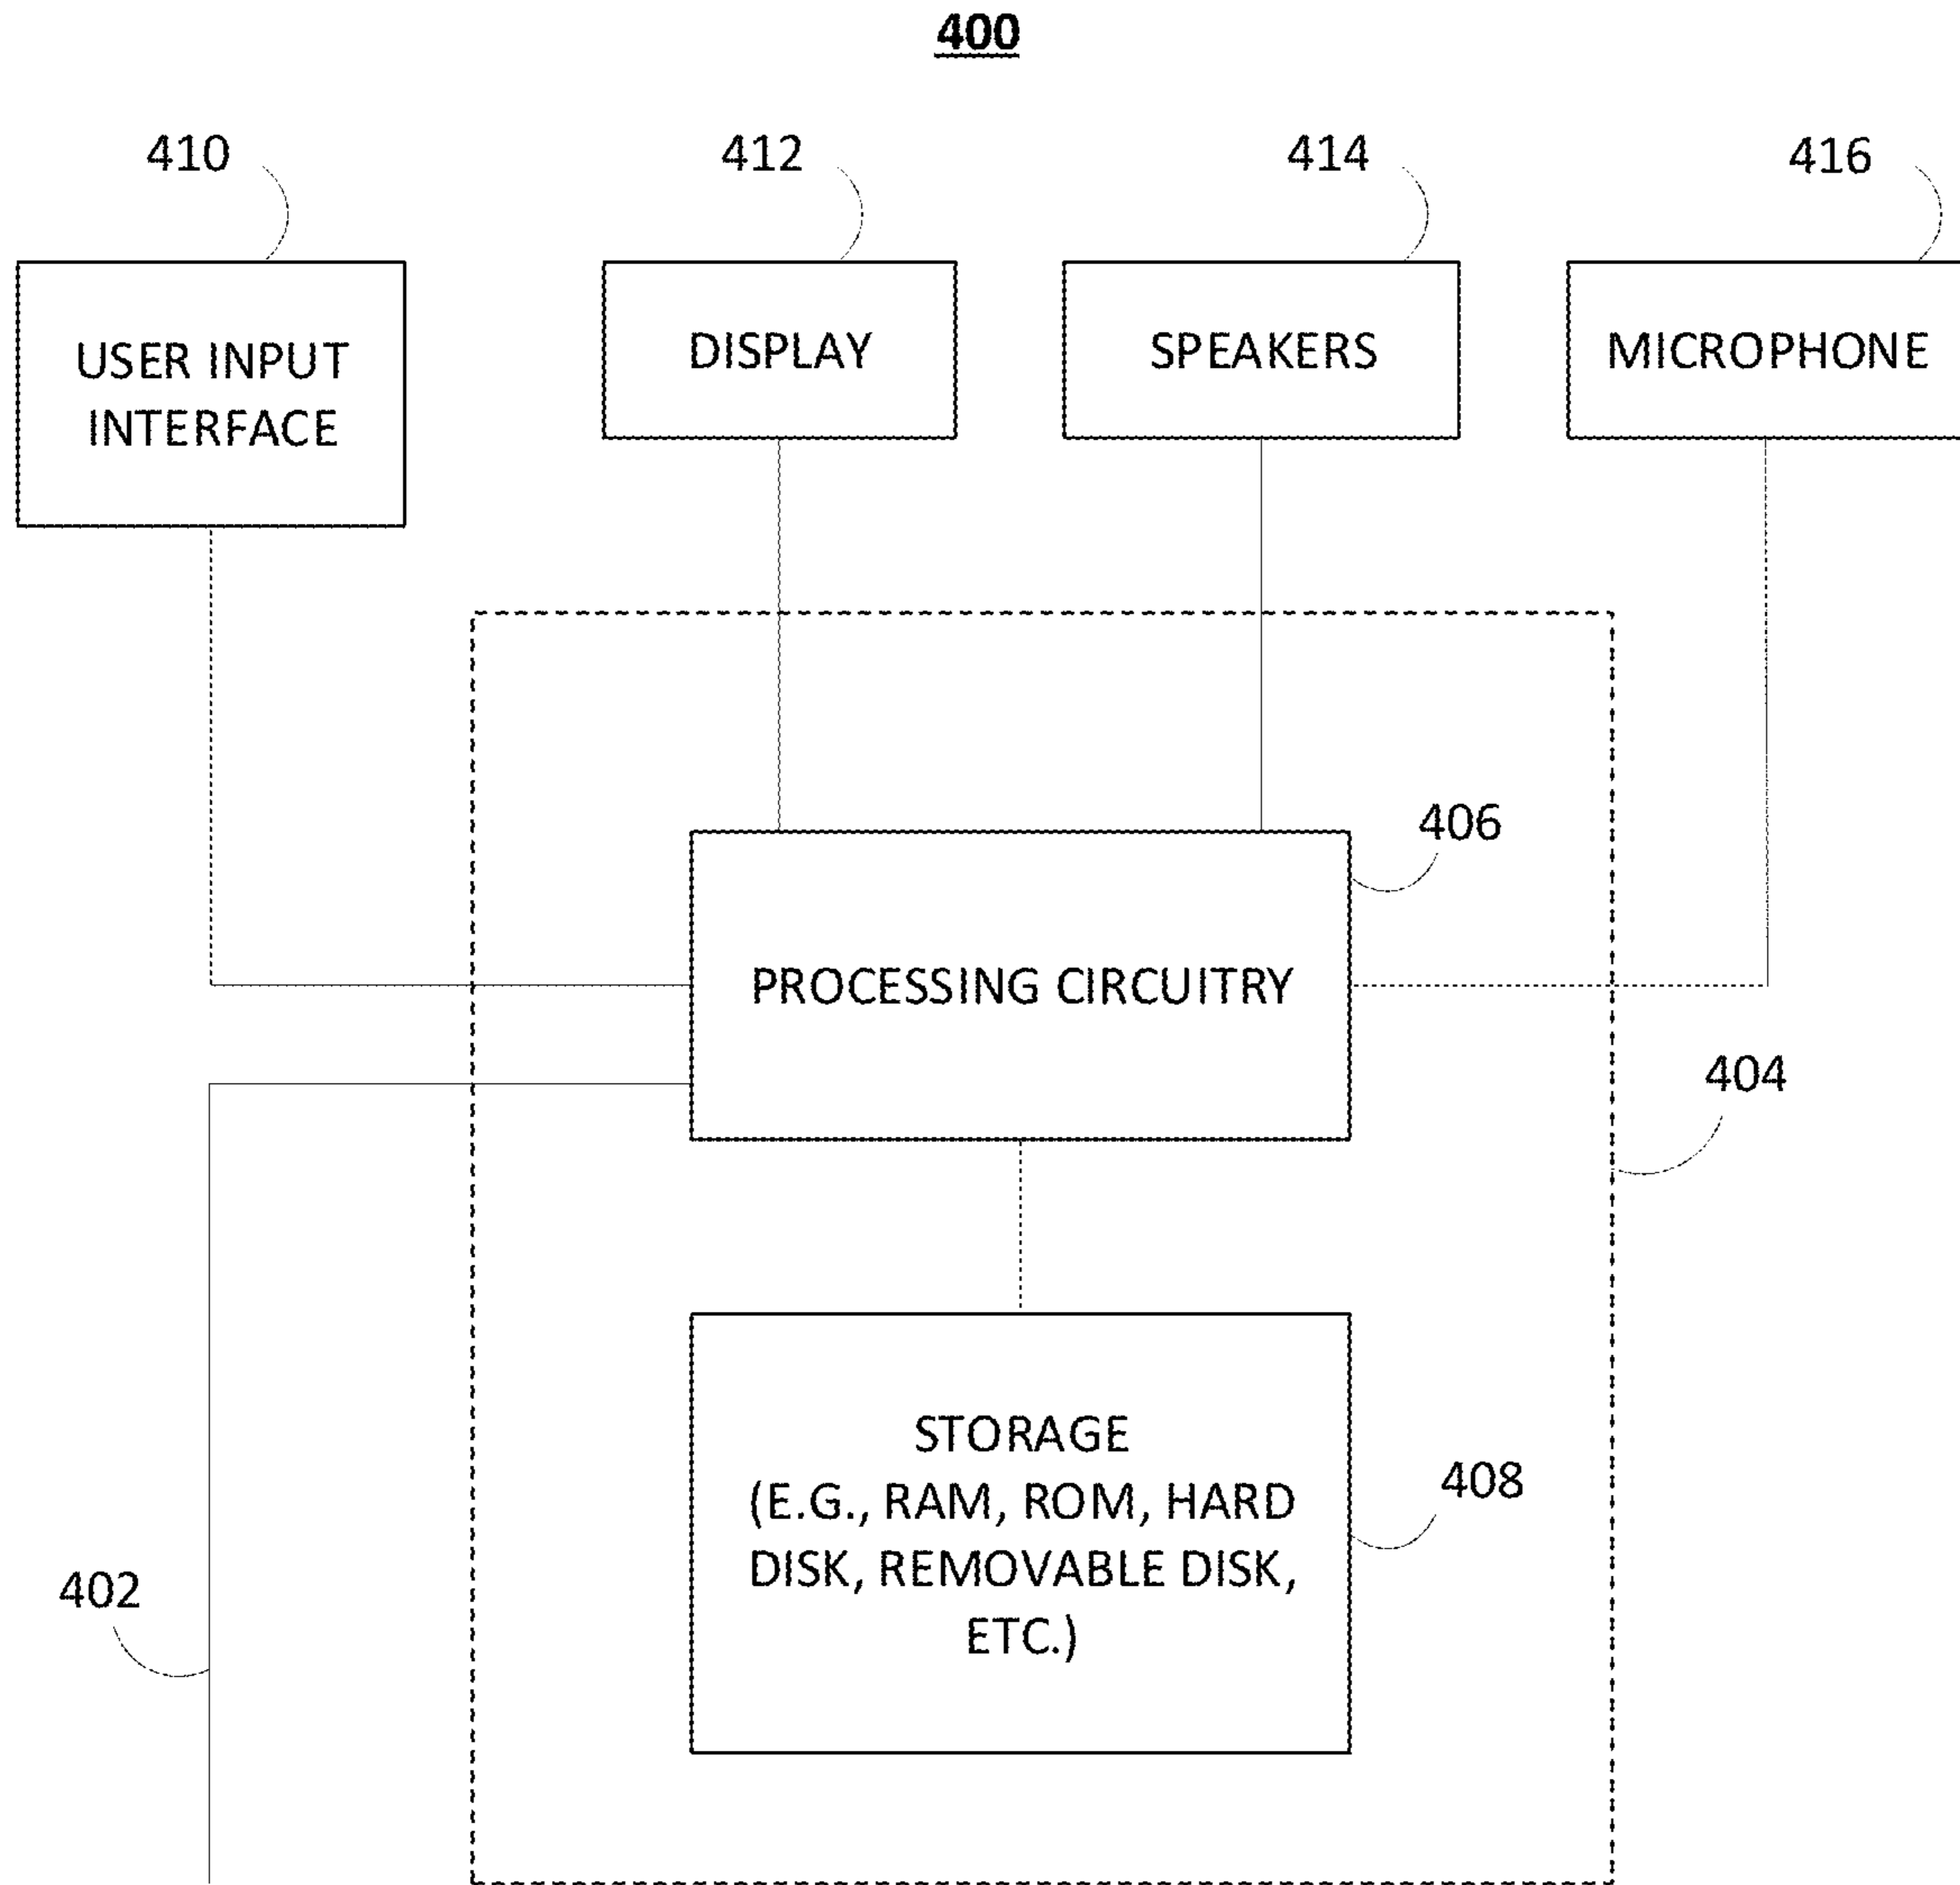 400
410
412
414
416
USER INPUT
INTERFACE
DISPLAY
SPEAKERS
MICROPHONE
406
PROCESSING CIRCUITRY
404
STORAGE
(E.G., RAM, ROM, HARD
DISK, REMOVABLE DISK,
ETC.)
408
402